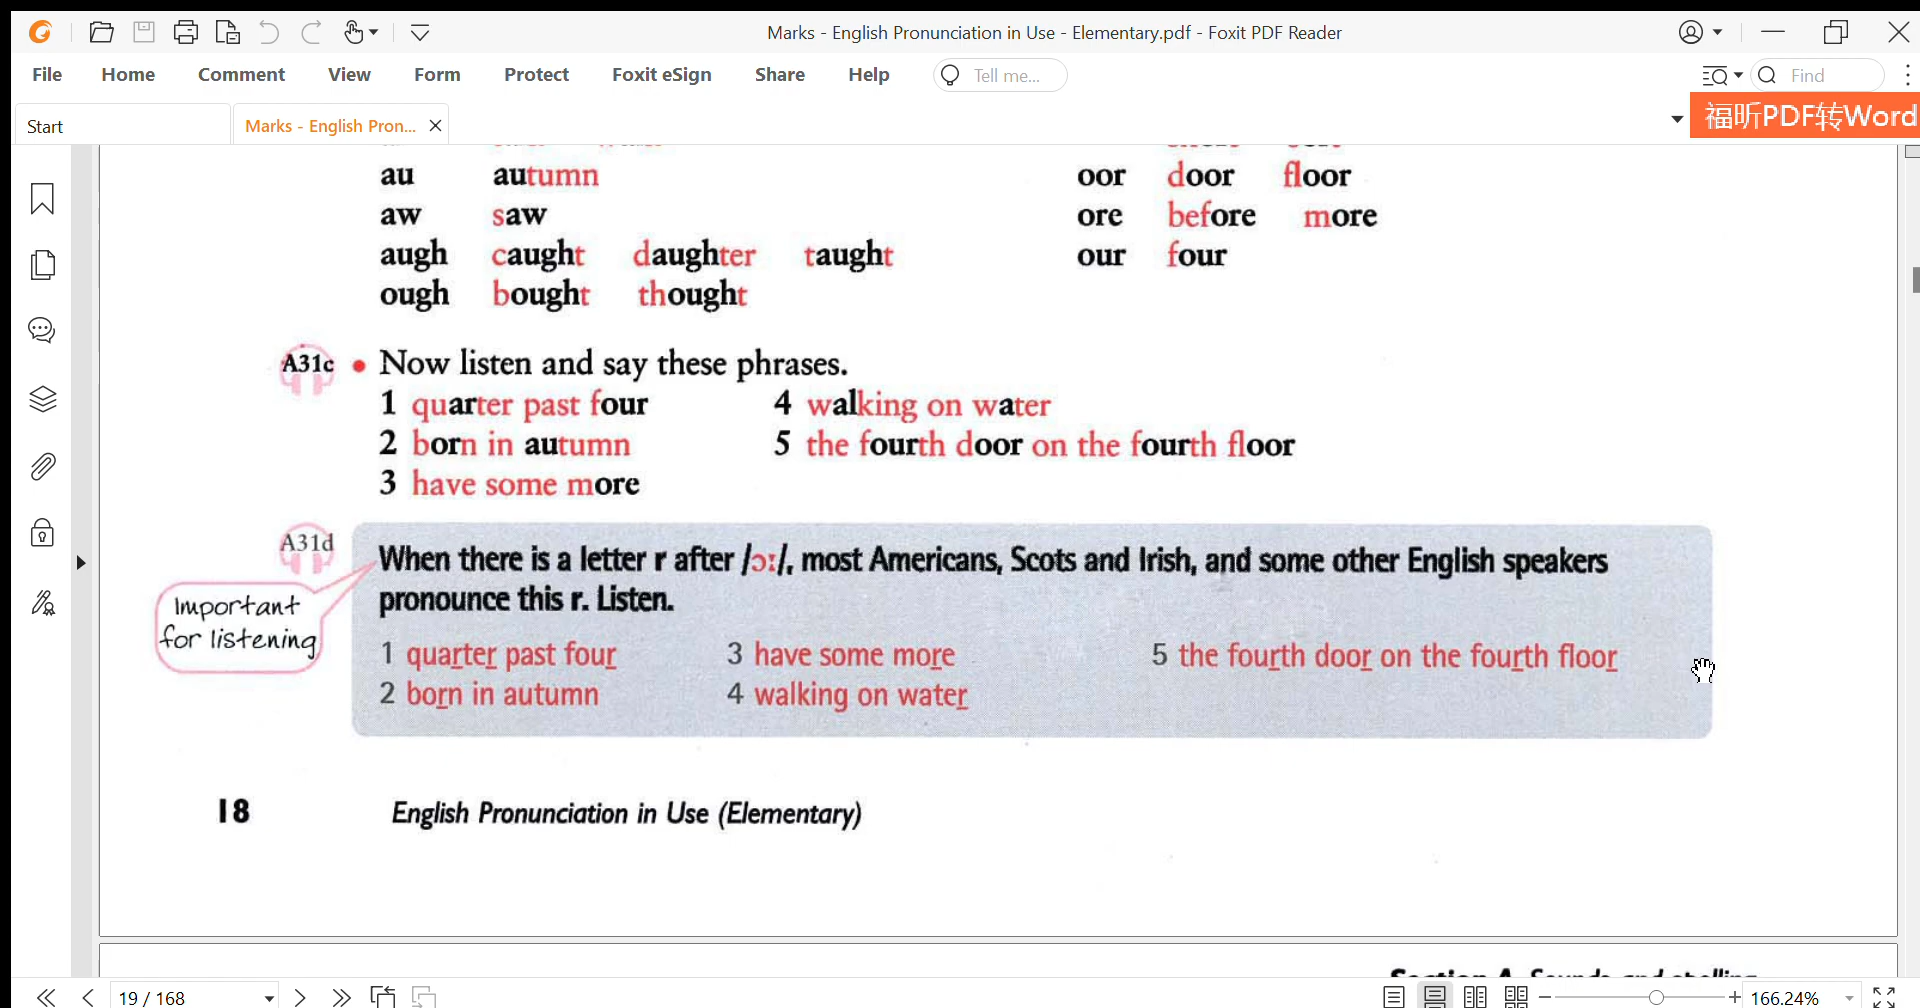 Marks - English Pronunciation in Use - Elementary.pdf - Foxit PDF Reader
File Home Comment View Form Protect Foxit eSign Share Help Tell me... Find
Start Marks - English Pron... 福昕PDF转Word
au autumn oor door floor
aw saw ore before more
augh caught daughter taught our four
ough bought thought
A31c • Now listen and say these phrases.
1 quarter past four 4 walking on water
2 born in autumn 5 the fourth door on the fourth floor
3 have some more
A31d When there is a letter r after /ɔː/, most Americans, Scots and Irish, and some other English speakers
pronounce this r. Listen.
Important
for listening
1 quarter past four 3 have some more 5 the fourth door on the fourth floor
2 born in autumn 4 walking on water
18 English Pronunciation in Use (Elementary)
Section A Sounds and spelling
19 / 168 166.24%